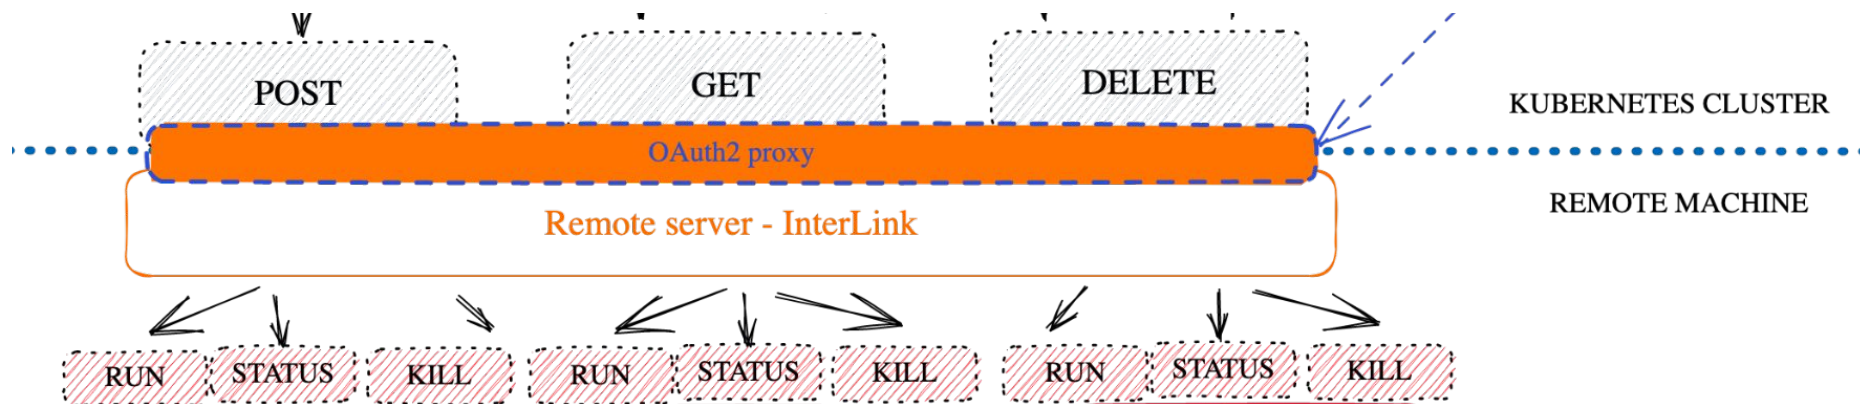 POST
GET
DELETE
KUBERNETES CLUSTER
OAuth2 proxy
REMOTE MACHINE
Remote server - InterLink
RUN
STATUS
KILL
RUN
STATUS
KILL
RUN
STATUS
KILL